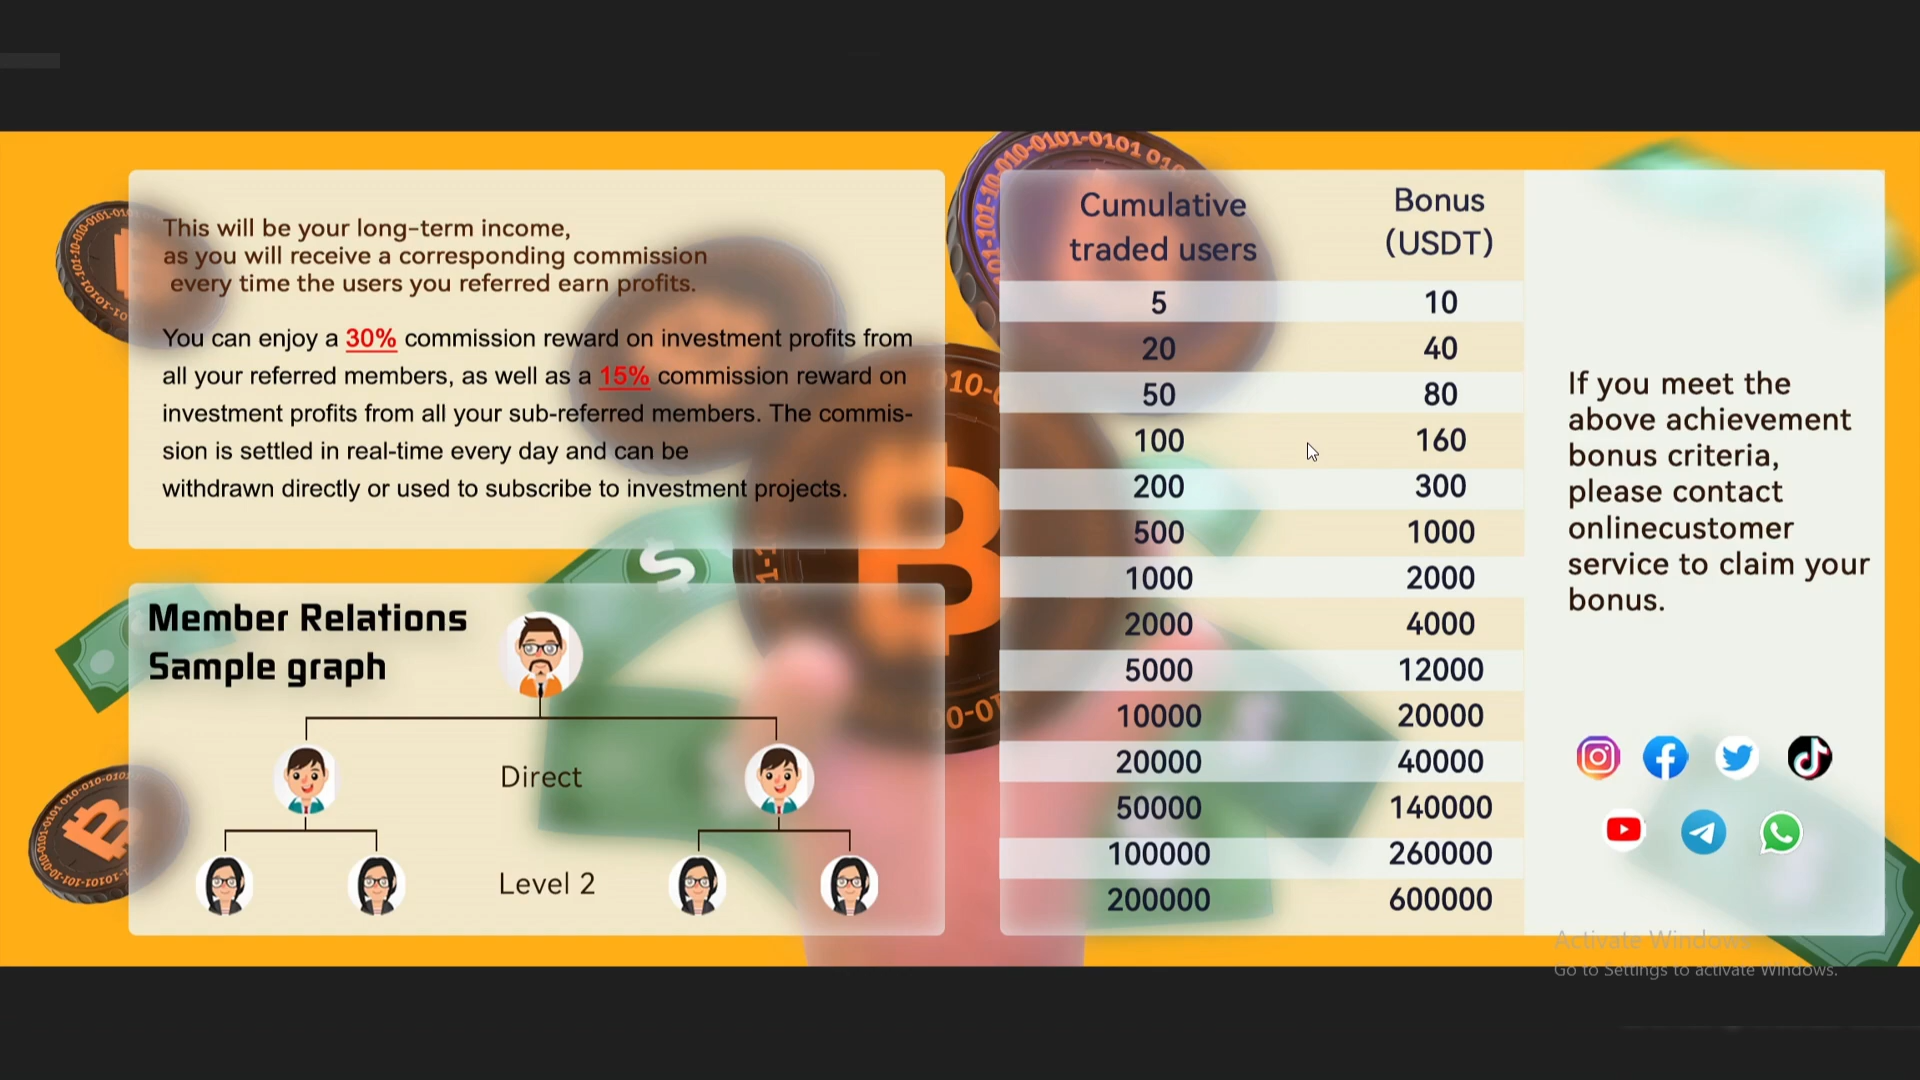 This will be your long-term income,
as you will receive a corresponding commission
every time the users you referred earn profits.
You can enjoy a 30% commission reward on investment profits from
all your referred members, as well as a 15% commission reward on
investment profits from all your sub-referred members. The commis-
sion is settled in real-time every day and can be
withdrawn directly or used to subscribe to investment projects.
Member Relations
Sample graph
Direct
Level 2
Cumulative traded users Bonus (USDT)
5 10
20 40
50 80
100 160
200 300
500 1000
1000 2000
2000 4000
5000 12000
10000 20000
20000 40000
50000 140000
100000 260000
200000 600000
If you meet the
above achievement
bonus criteria,
please contact
onlinecustomer
service to claim your
bonus.
Activate Windows
Go to Settings to activate Windows.